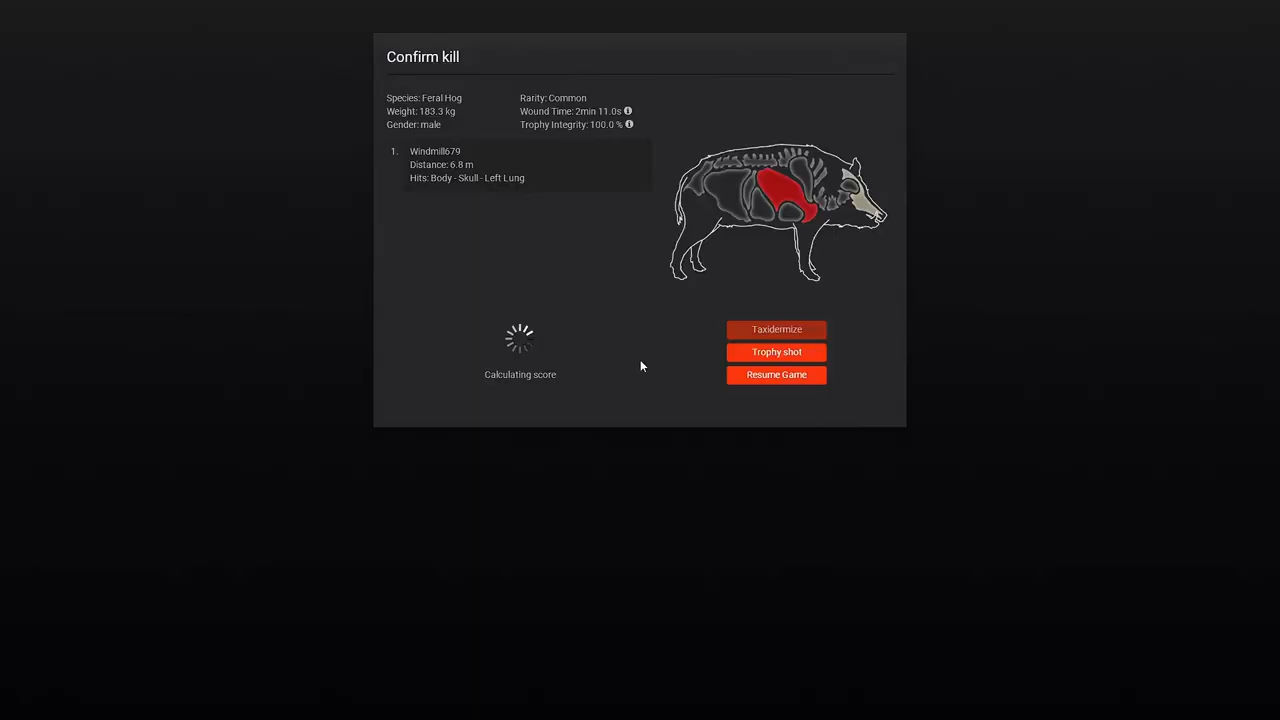 Confirm kill
Species: Feral Hog
Weight: 183.3 kg
Gender: male
Rarity: Common
Wound Time: 2min 11.0s
Trophy Integrity: 100.0 %
1. Windmill679
Distance: 6.8 m
Hits: Body - Skull - Left Lung
Calculating score
Taxidermize
Trophy shot
Resume Game